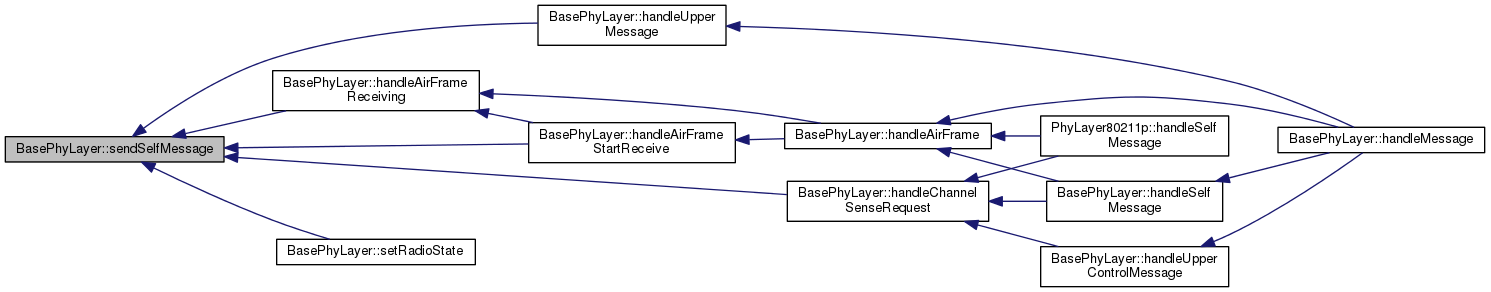 BasePhyLayer::sendSelfMessage
BasePhyLayer::handleUpper
Message
BasePhyLayer::handleAirFrame
Receiving
BasePhyLayer::handleAirFrame
StartReceive
BasePhyLayer::setRadioState
BasePhyLayer::handleAirFrame
BasePhyLayer::handleChannel
SenseRequest
PhyLayer80211p::handleSelf
Message
BasePhyLayer::handleSelf
Message
BasePhyLayer::handleUpper
ControlMessage
BasePhyLayer::handleMessage